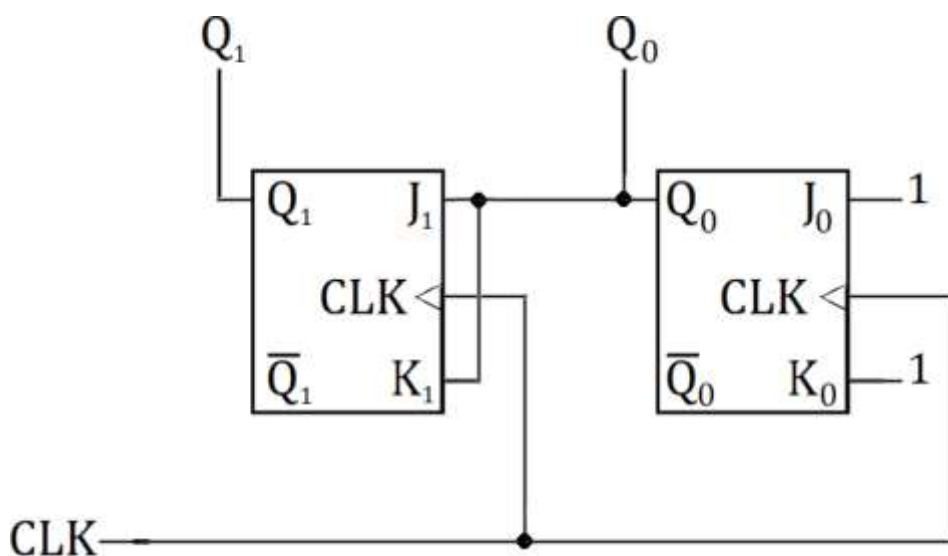 Q₁ Q₀
Q₁ J₁ Q₀ J₀ 1
CLK CLK
Q̅₁ K₁ Q̅₀ K₀ 1
CLK